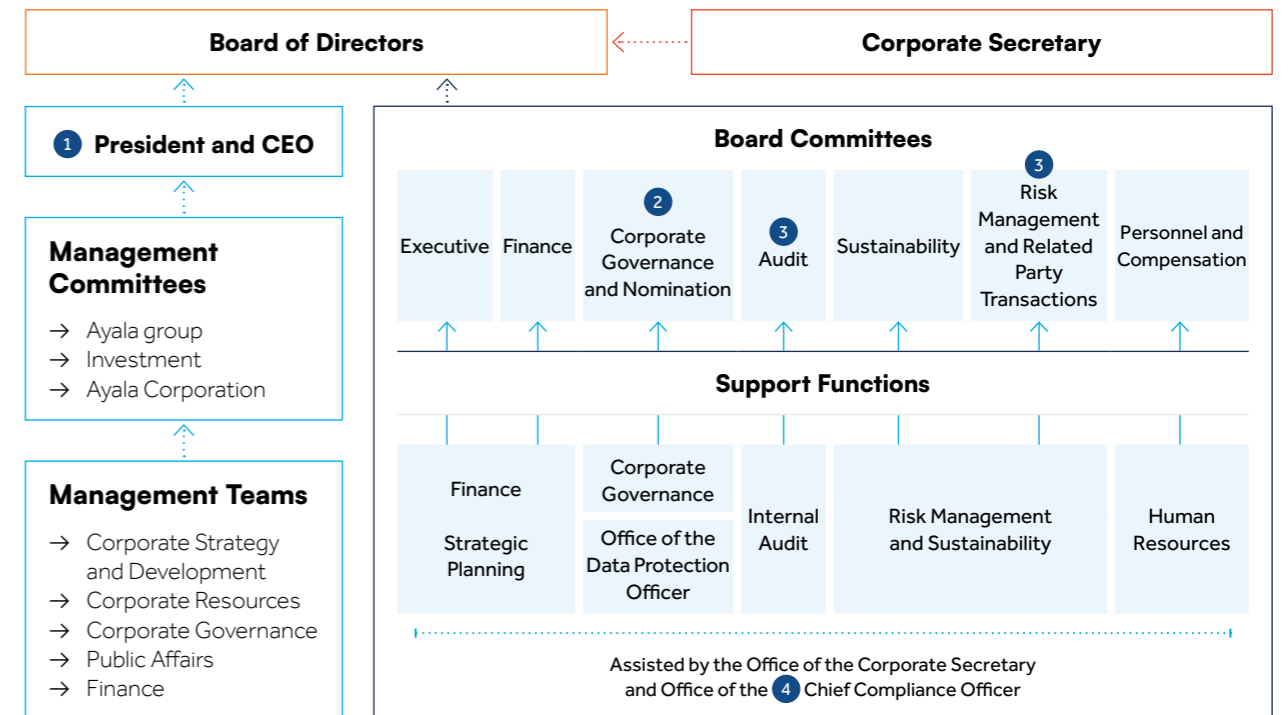 Board of Directors
Corporate Secretary
1 President and CEO
Management
Committees
→ Ayala group
→ Investment
→ Ayala Corporation
Management Teams
→ Corporate Strategy
and Development
→ Corporate Resources
→ Corporate Governance
→ Public Affairs
→ Finance
Board Committees
Executive
Finance
2
Corporate
Governance
and Nomination
3
Audit
Sustainability
3
Risk
Management
and Related
Party
Transactions
Personnel and
Compensation
Support Functions
Finance
Strategic
Planning
Corporate
Governance
Office of the
Data Protection
Officer
Internal
Audit
Risk Management
and Sustainability
Human
Resources
Assisted by the Office of the Corporate Secretary
and Office of the 4 Chief Compliance Officer